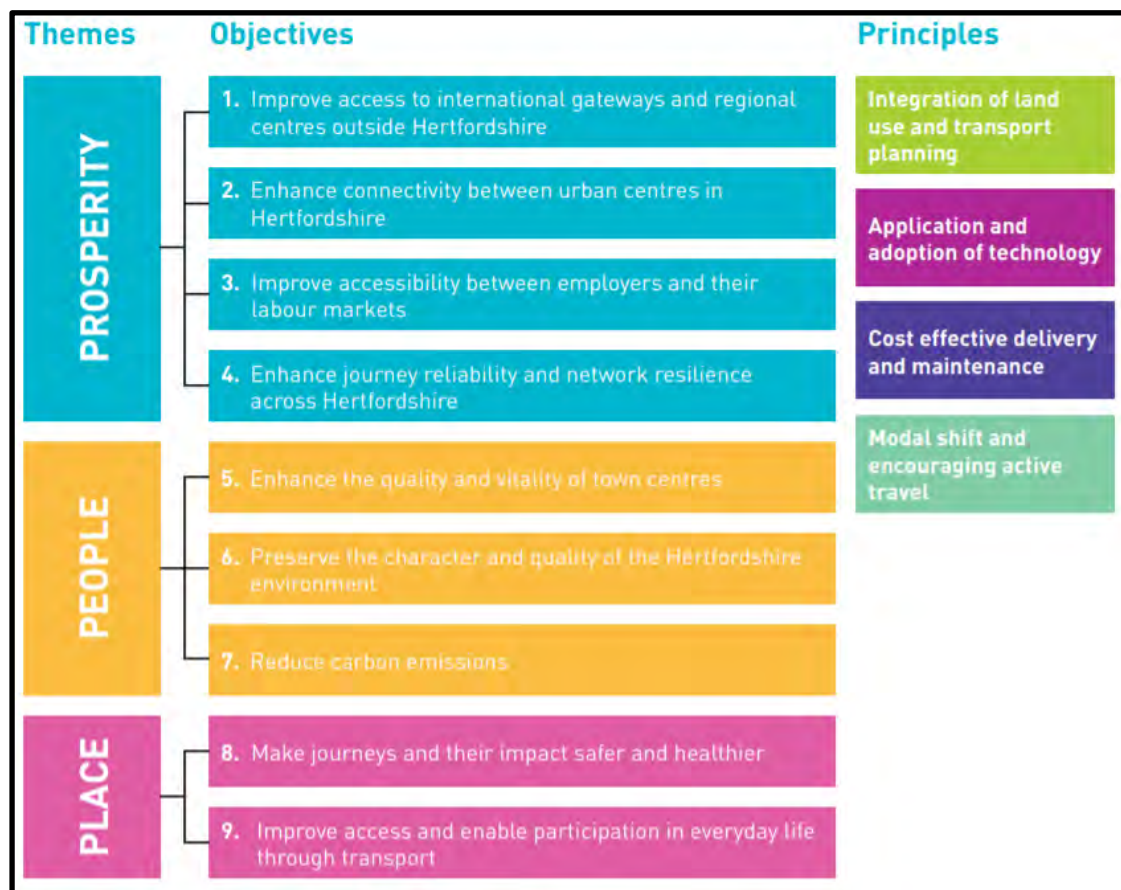 Themes
Objectives
Principles
PROSPERITY
1. Improve access to international gateways and regional
centres outside Hertfordshire
2. Enhance connectivity between urban centres in
Hertfordshire
3. Improve accessibility between employers and their
labour markets
4. Enhance journey reliability and network resilience
across Hertfordshire
PEOPLE
5. Enhance the quality and vitality of town centres
6. Preserve the character and quality of the Hertfordshire
environment
7. Reduce carbon emissions
PLACE
8. Make journeys and their impact safer and healthier
9. Improve access and enable participation in everyday life
through transport
Integration of land
use and transport
planning
Application and
adoption of technology
Cost effective delivery
and maintenance
Modal shift and
encouraging active
travel